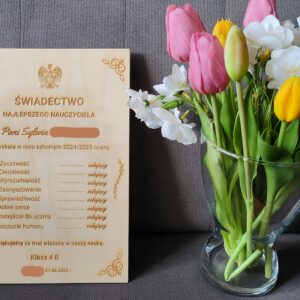 ŚWIADECTWO
NAJLEPSZEGO NAUCZYCIELA
Pani Sylwia
uzyskała w roku szkolnym 2024/2025 oceny:
Życzliwość celujący
Cierpliwość celujący
Wyrozumiałość celujący
Zaangażowanie celujący
Sprawiedliwość celujący
Dobre serce celujący
Podejście do ucznia celujący
Poczucie humoru celujący
Dziękujemy za trud włożony w naszą naukę.
Klasa 4 B
27.06.2025 r.